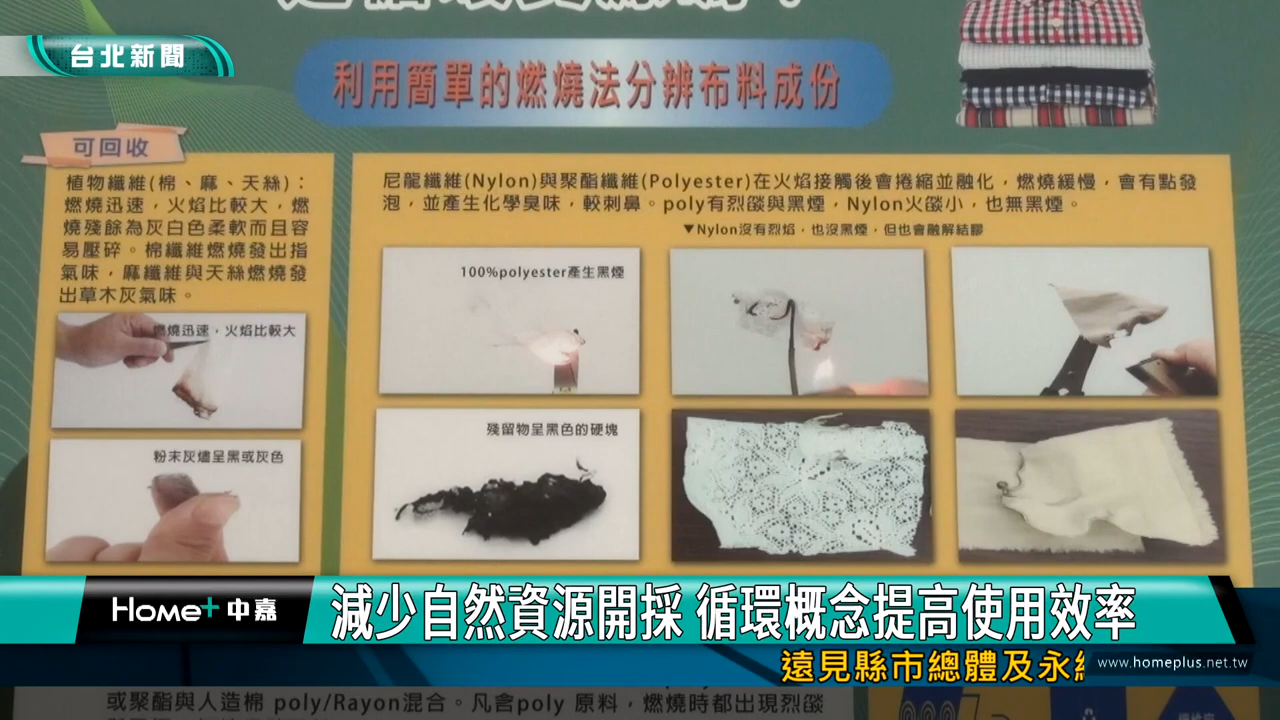 台北新聞
利用簡單的燃燒法分辨布料成份
可回收
植物纖維(棉、麻、天絲)：
燃燒迅速，火焰比較大，燃
燒殘餘為灰白色柔軟而且容
易壓碎。棉纖維燃燒發出指
氣味，麻纖維與天絲燃燒發
出草木灰氣味。
燃燒迅速，火焰比較大
粉末灰燼呈黑或灰色
尼龍纖維(Nylon)與聚酯纖維(Polyester)在火焰接觸後會捲縮並融化，燃燒緩慢，會有點發
泡，並產生化學臭味，較刺鼻。poly有烈燄與黑煙，Nylon火燄小，也無黑煙。
▼Nylon沒有烈焰，也沒黑煙，但也會融解結膠
100%polyester產生黑煙
殘留物呈黑色的硬塊
Home+中嘉
減少自然資源開採 循環概念提高使用效率
遠見縣市總體及永續
www.homeplus.net.tw
或聚酯與人造棉 poly/Rayon混合。凡含poly 原料，燃燒時都出現烈燄